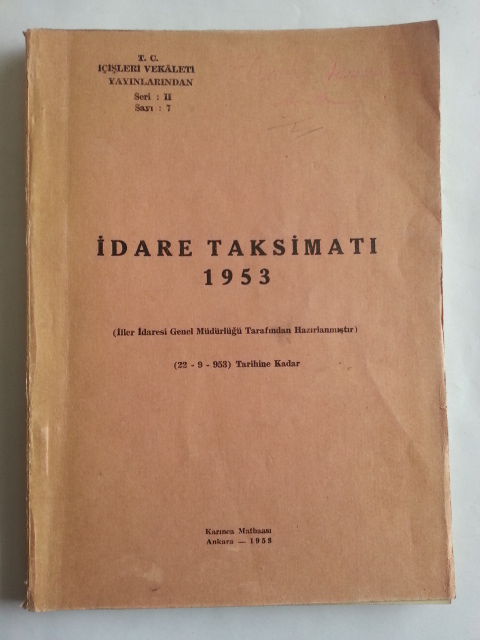 T. C.
İÇİŞLERİ VEKÂLETİ
YAYINLARINDAN
Seri : II
Sayı : 7
İDARE TAKSİMATI
1953
(İller İdaresi Genel Müdürlüğü Tarafından Hazırlanmıştır)
(22 - 9 - 953) Tarihine Kadar
Karınca Matbaası
Ankara — 1953